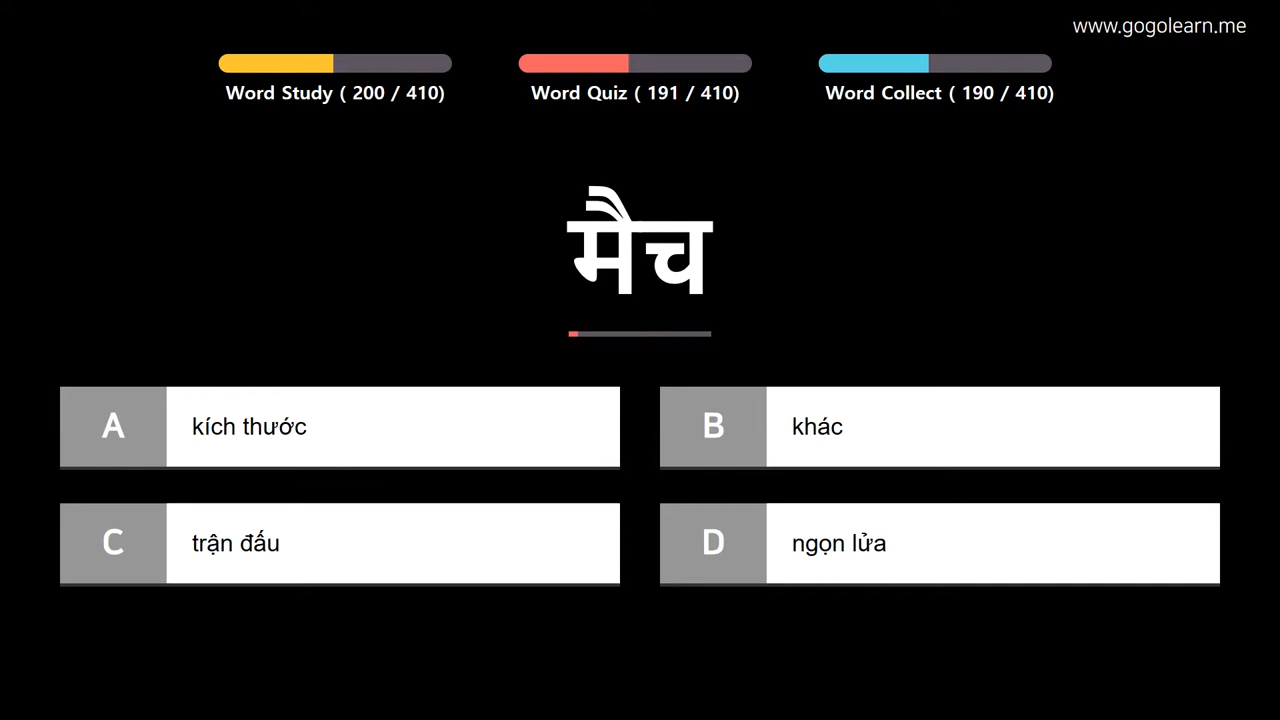 www.gogolearn.me
Word Study ( 200 / 410)
Word Quiz ( 191 / 410)
Word Collect ( 190 / 410)
मैच
A
kích thước
B
khác
C
trận đấu
D
ngọn lửa